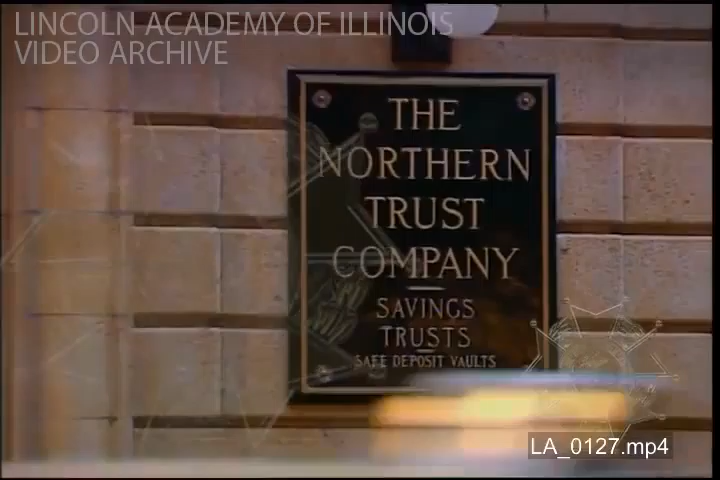 LINCOLN ACADEMY OF ILLINOIS
VIDEO ARCHIVE
THE
NORTHERN
TRUST
COMPANY
SAVINGS
TRUSTS
SAFE DEPOSIT VAULTS
LA_0127.mp4